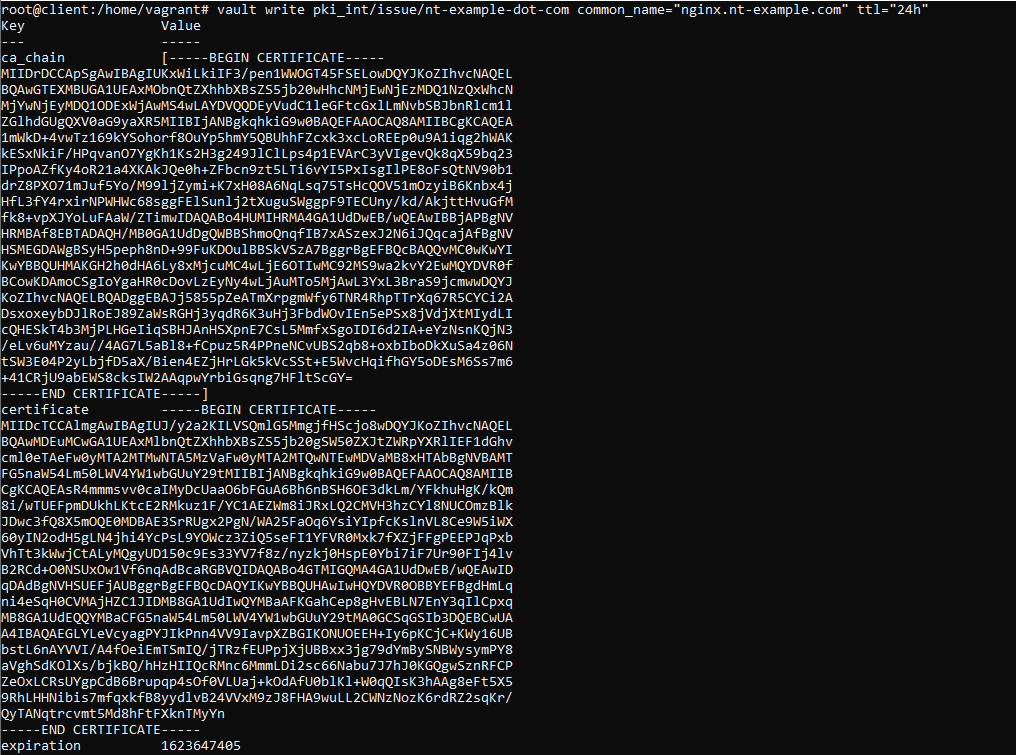 root@client:/home/vagrant# vault write pki_int/issue/nt-example-dot-com common_name="nginx.nt-example.com" ttl="24h"
Key                 Value
---                 -----
ca_chain            [-----BEGIN CERTIFICATE-----
MIIDrDCCApSgAwIBAgIUKxWiLkiIF3/pen1WWOGT45FSELowDQYJKoZIhvcNAQEL
BQAwGTEXMBUGA1UEAxMObnQtZXhhbXBsZS5jb20wHhcNMjEwNjEzMDQ1NzQxWhcN
MjYwNjEyMDQ1ODExWjAwMS4wLAYDVQQDEyVudC1leGFtcGxlLmNvbSBJbnRlcm1l
ZGlhdGUgQXV0aG9yaXR5MIIBIjANBgkqhkiG9w0BAQEFAAOCAQ8AMIIBCgKCAQEA
1mWkD+4vwTz169kYSohorf8OuYp5hmY5QBUhhFZcxk3xcLoREEp0u9A1iqg2hWAK
kESxNkiF/HPqvanO7YgKh1Ks2H3g249JlClLps4p1EVArC3yVIgevQk8qX59bq23
IPpoAZfKy4oR21a4XKAkJQe0h+ZFbcn9zt5LTi6vYI5PxIsgIlPE8oFsQtNV90b1
drZ8PXO71mJuf5Yo/M99ljZymi+K7xH08A6NqLsq75TsHcQOV51mOzyiB6Knbx4j
HfL3fY4rxirNPWHWc68sggFElSunlj2tXuguSWggpF9TECUny/kd/AkjttHvuGfM
fk8+vpXJYoLuFAaW/ZTimwIDAQABo4HUMIHRMA4GA1UdDwEB/wQEAwIBBjAPBgNV
HRMBAf8EBTADAQH/MB0GA1UdDgQWBBShmoQnqfIB7xASzexJ2N6iJQqcajAfBgNV
HSMEGDAWgBSyH5peph8nD+99FuKDOulBBSkVSzA7BggrBgEFBQcBAQQvMC0wKwYI
KwYBBQUHMAKGH2h0dHA6Ly8xMjcuMC4wLjE6OTIwMC92MS9wa2kvY2EwMQYDVR0f
BCowKDAmoCSgIoYgaHR0cDovLzEyNy4wLjAuMTo5MjAwL3YxL3BraS9jcmwwDQYJ
KoZIhvcNAQELBQADggEBAJj5855pZeATmXrpgmWfy6TNR4RhpTTrXq67R5CYCi2A
DsxoxeybDJlRoEJ89ZaWsRGHj3yqdR6K3uHj3FbdWOvIEn5ePSx8jVdjXtMIydLI
cQHESkT4b3MjPLHGeIiqSBHJAnHSXpnE7CsL5MmfxSgoIDI6d2IA+eYzNsnKQjN3
/eLv6uMYzau//4AG7L5aBl8+fCpuz5R4PPneNCvUBS2qb8+oxbIboDkXuSa4z06N
tSW3E04P2yLbjfD5aX/Bien4EZjHrLGk5kVcSSt+E5WvcHqifhGY5oDEsM6Ss7m6
+41CRjU9abEWS8cksIW2AAqpwYrbiGsqng7HFltScGY=
-----END CERTIFICATE-----]
certificate         -----BEGIN CERTIFICATE-----
MIIDcTCCAlmgAwIBAgIUJ/y2a2KILVSQmlG5MmgjfHScjo8wDQYJKoZIhvcNAQEL
BQAwMDEuMCwGA1UEAxMlbnQtZXhhbXBsZS5jb20gSW50ZXJtZWRpYXRlIEF1dGhv
cml0eTAeFw0yMTA2MTMwNTA5MzVaFw0yMTA2MTQwNTEwMDVaMB8xHTAbBgNVBAMT
FG5naW54Lm50LWV4YW1wbGUuY29tMIIBIjANBgkqhkiG9w0BAQEFAAOCAQ8AMIIB
CgKCAQEAsR4mmmsvv0caIMyDcUaaO6bFGuA6Bh6nBSH6OE3dkLm/YFkhuHgK/kQm
8i/wTUEFpmDUkhLKtcE2RMkuz1F/YC1AEZWm8iJRxLQ2CMVH3hzCYl8NUCOmzBlk
JDwc3fQ8X5mOQE0MDBAE3SrRUgx2PgN/WA25FaOq6YsiYIpfcKslnVL8Ce9W5iWX
60yIN2odH5gLN4jhi4YcPsL9YOWcz3ZiQ5seFI1YFVR0Mxk7fXZjFFgPEEPJqPxb
VhTt3kWwjCtALyMQgyUD150c9Es33YV7f8z/nyzkj0HspE0Ybi7iF7Ur90FIj4lv
B2RCd+O0NSUxOw1Vf6nqAdBcaRGBVQIDAQABo4GTMIGQMA4GA1UdDwEB/wQEAwID
qDAdBgNVHSUEFjAUBggrBgEFBQcDAQYIKwYBBQUHAwIwHQYDVR0OBBYEFBgdHmLq
ni4eSqH0CVMAjHZC1JIDMB8GA1UdIwQYMBaAFKGahCep8gHvEBLN7EnY3qIlCpxq
MB8GA1UdEQQYMBaCFG5naW54Lm50LWV4YW1wbGUuY29tMA0GCSqGSIb3DQEBCwUA
A4IBAQAEGLYLeVcyagPYJIkPnn4VV9IavpXZBGIKONUOEEH+Iy6pKCjC+KWy16UB
bstL6nAYVVI/A4fOeiEmTSmIQ/jTRzfEUPpjXjUBBxx3jg79dYmBySNBWysymPY8
aVghSdKOlXs/bjkBQ/hHzHIIQcRMnc6MmmLDi2sc66Nabu7J7hJ0KGQgwSznRFCP
ZeOxLCRsUYgpCdB6Brupqp4sOf0VLUaj+kOdAfU0blKl+W0qQIsK3hAAg8eFt5X5
9RhLHHNibis7mfqxkfB8yydlvB24VVxM9zJ8FHA9wuLL2CWNzNozK6rdRZ2sqKr/
QyTANqtrcvmt5Md8hFtFXknTMyYn
-----END CERTIFICATE-----
expiration          1623647405